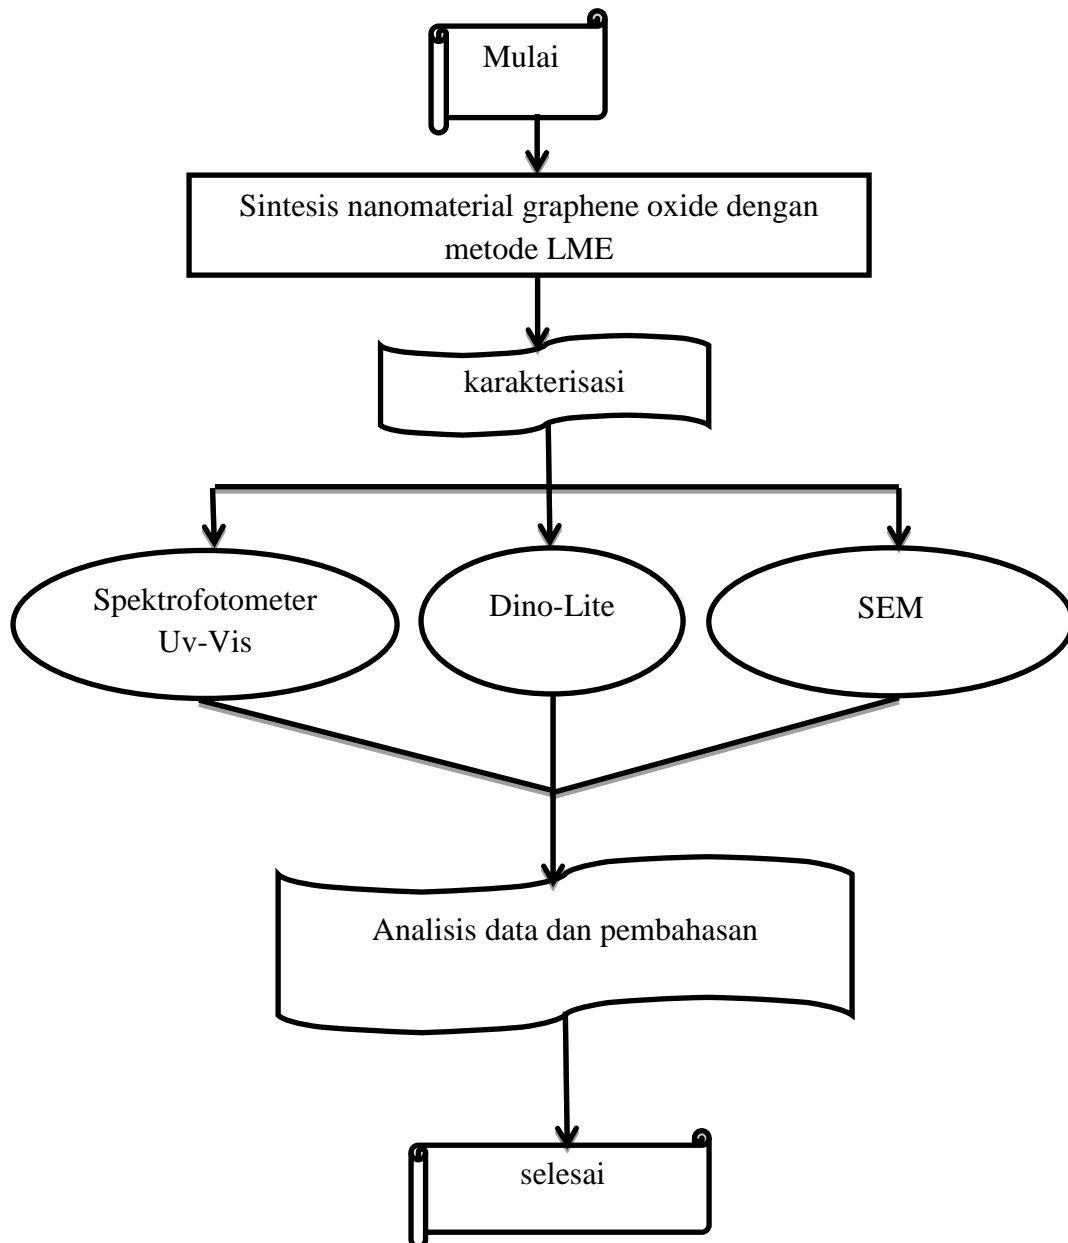 Mulai
Sintesis nanomaterial graphene oxide dengan
metode LME
karakterisasi
Spektrofotometer
Uv-Vis
Dino-Lite
SEM
Analisis data dan pembahasan
selesai